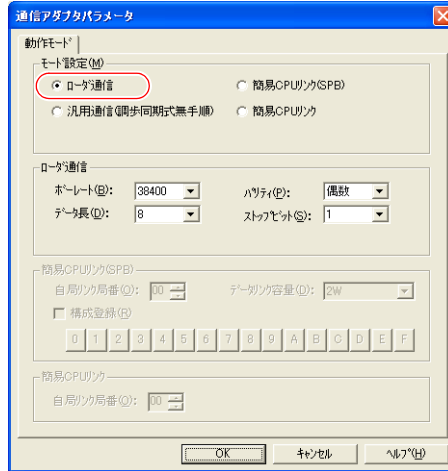 通信アダプタパラメータ
動作ﾓｰﾄﾞ
ﾓｰﾄﾞ設定(M)
ﾛｰﾀﾞ通信
簡易CPUﾘﾝｸ(SPB)
汎用通信(調歩同期式無手順)
簡易CPUﾘﾝｸ
ﾛｰﾀﾞ通信
ﾎﾞｰﾚｰﾄ(B): 38400
ﾊﾟﾘﾃｨ(P): 偶数
ﾃﾞｰﾀ長(D): 8
ｽﾄｯﾌﾟﾋﾞｯﾄ(S): 1
簡易CPUﾘﾝｸ(SPB)
自局ﾘﾝｸ局番(O): 00
ﾃﾞｰﾀﾘﾝｸ容量(D): 2W
構成登録(R)
0 1 2 3 4 5 6 7 8 9 A B C D E F
簡易CPUﾘﾝｸ
自局ﾘﾝｸ局番(O): 00
OK
ｷｬﾝｾﾙ
ﾍﾙﾌﾟ(H)